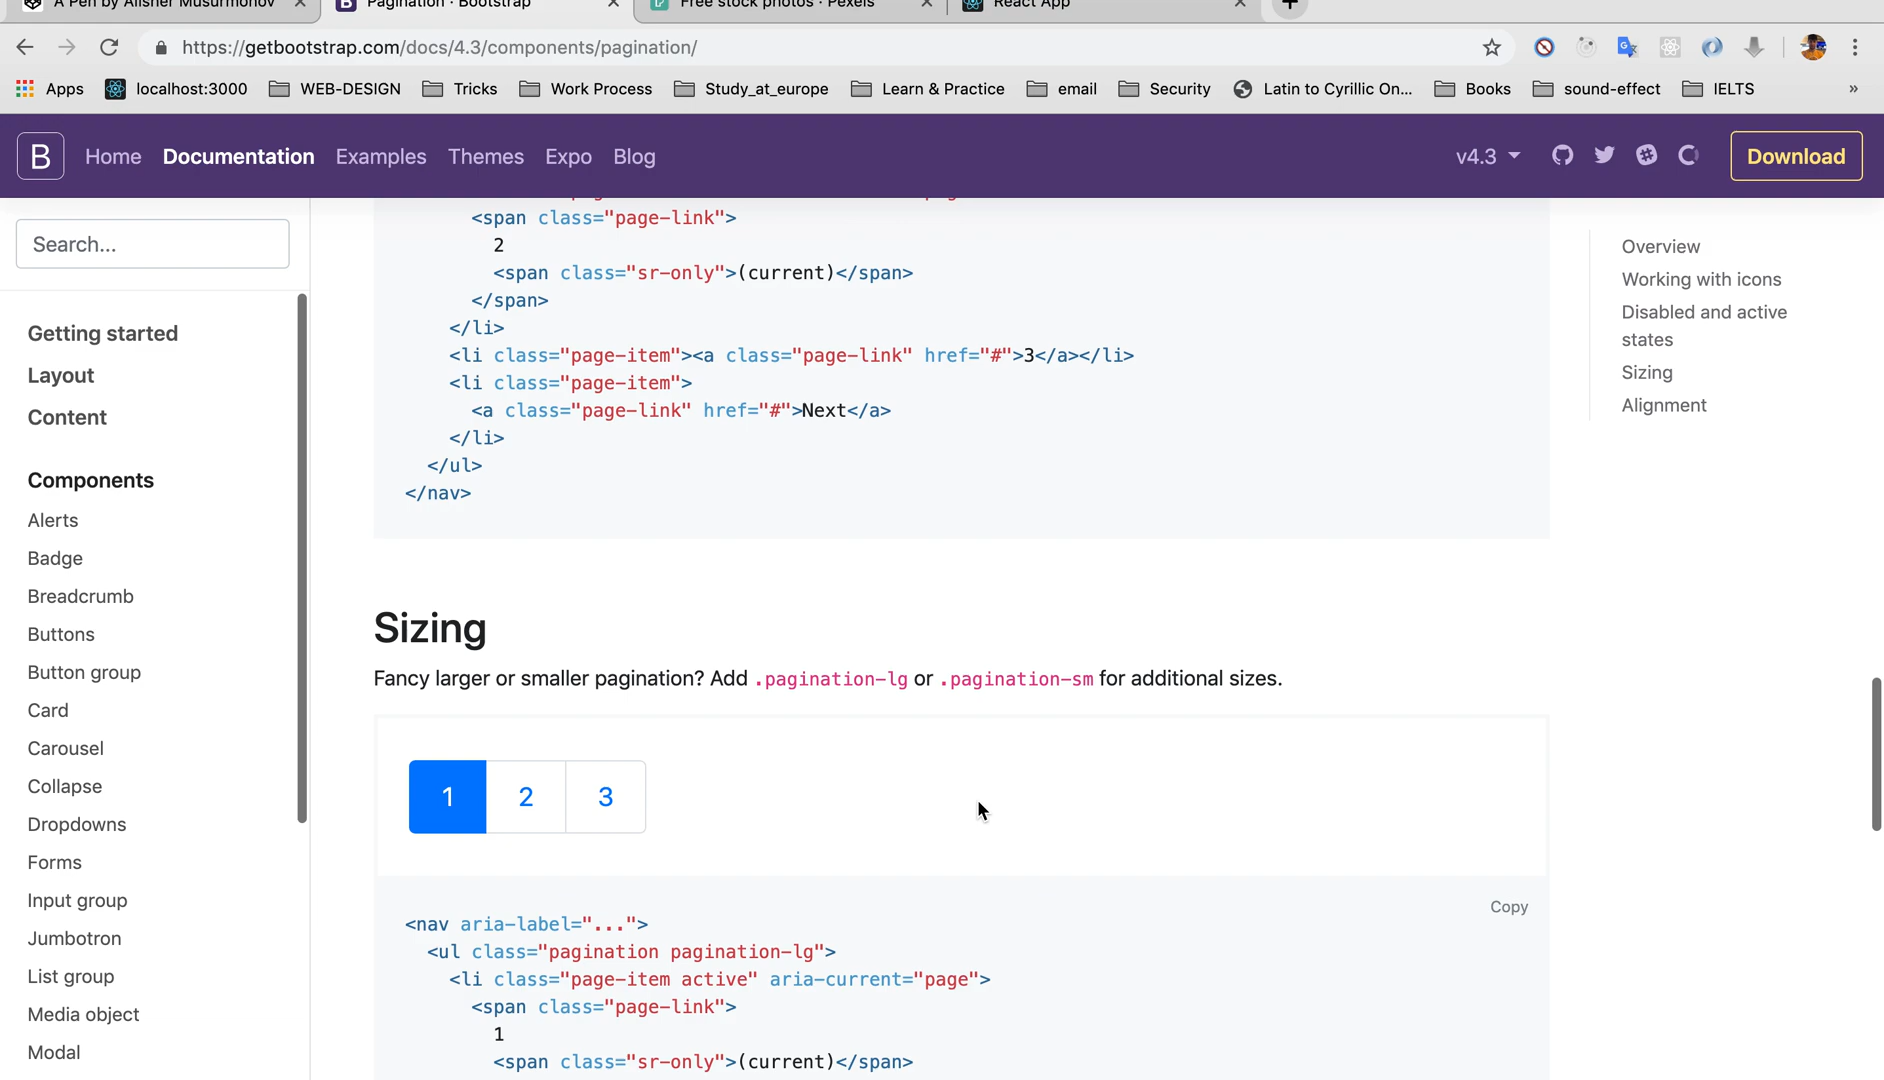 A Pen by Alisher Musurmonov
Pagination · Bootstrap
Free stock photos · Pexels
React App
https://getbootstrap.com/docs/4.3/components/pagination/
Apps
localhost:3000
WEB-DESIGN
Tricks
Work Process
Study_at_europe
Learn & Practice
email
Security
Latin to Cyrillic On...
Books
sound-effect
IELTS
»
B
Home
Documentation
Examples
Themes
Expo
Blog
v4.3
Download
Search...
Getting started
Layout
Content
Components
Alerts
Badge
Breadcrumb
Buttons
Button group
Card
Carousel
Collapse
Dropdowns
Forms
Input group
Jumbotron
List group
Media object
Modal
<span class="page-link">
2
<span class="sr-only">(current)</span>
</span>
</li>
<li class="page-item"><a class="page-link" href="#">3</a></li>
<li class="page-item">
<a class="page-link" href="#">Next</a>
</li>
</ul>
</nav>
Sizing
Fancy larger or smaller pagination? Add .pagination-lg or .pagination-sm for additional sizes.
1 2 3
Copy
<nav aria-label="...">
<ul class="pagination pagination-lg">
<li class="page-item active" aria-current="page">
<span class="page-link">
1
<span class="sr-only">(current)</span>
Overview
Working with icons
Disabled and active
states
Sizing
Alignment